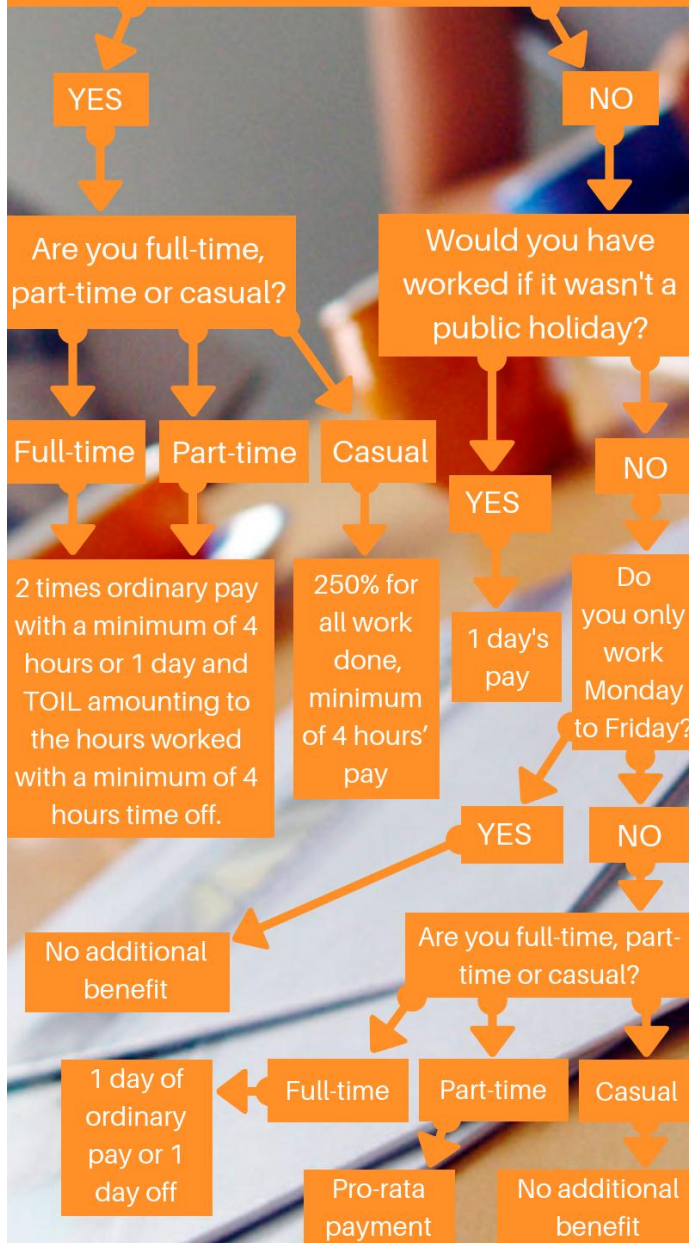 YES
NO
Are you full-time,
part-time or casual?
Would you have
worked if it wasn't a
public holiday?
Full-time
Part-time
Casual
YES
NO
2 times ordinary pay
with a minimum of 4
hours or 1 day and
TOIL amounting to
the hours worked
with a minimum of 4
hours time off.
250% for
all work
done,
minimum
of 4 hours’
pay
1 day's
pay
Do
you only
work
Monday
to Friday?
YES
NO
No additional
benefit
Are you full-time, part-
time or casual?
Full-time
Part-time
Casual
1 day of
ordinary
pay or 1
day off
Pro-rata
payment
No additional
benefit